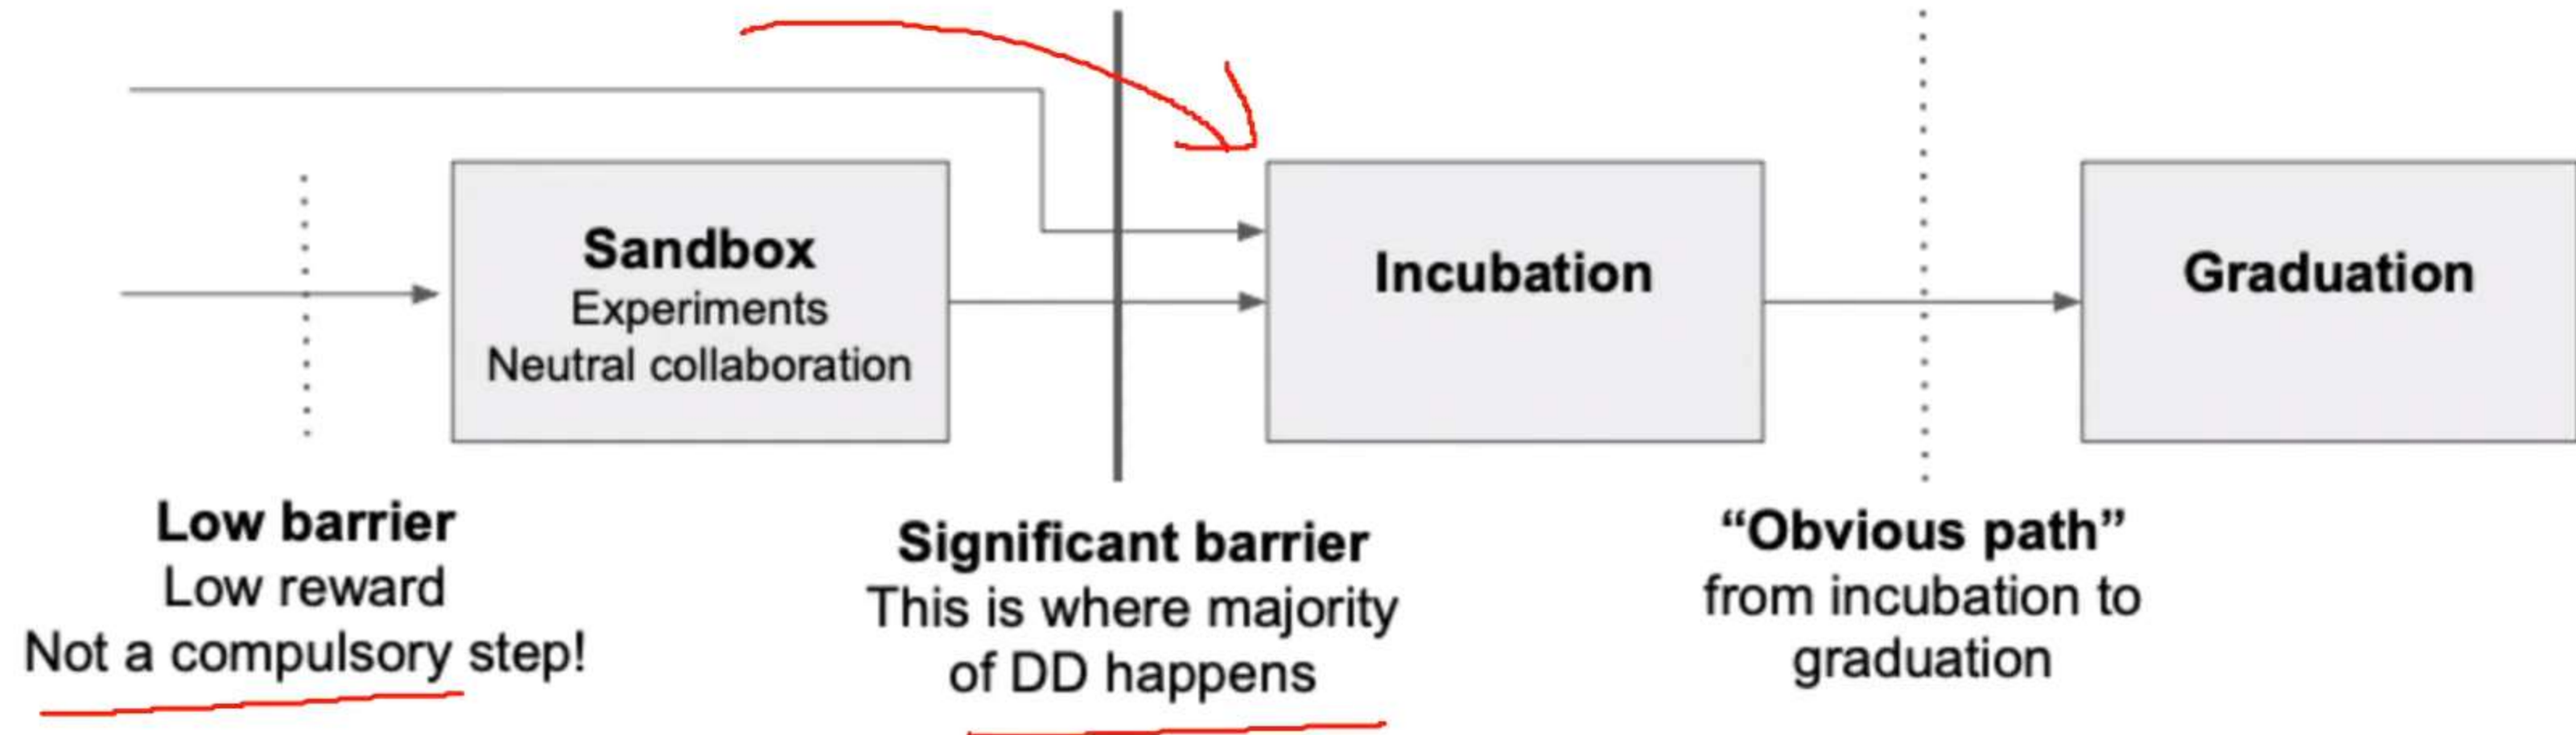 Sandbox
Experiments
Neutral collaboration
Incubation
Graduation
Low barrier
Low reward
Not a compulsory step!
Significant barrier
This is where majority
of DD happens
“Obvious path”
from incubation to
graduation